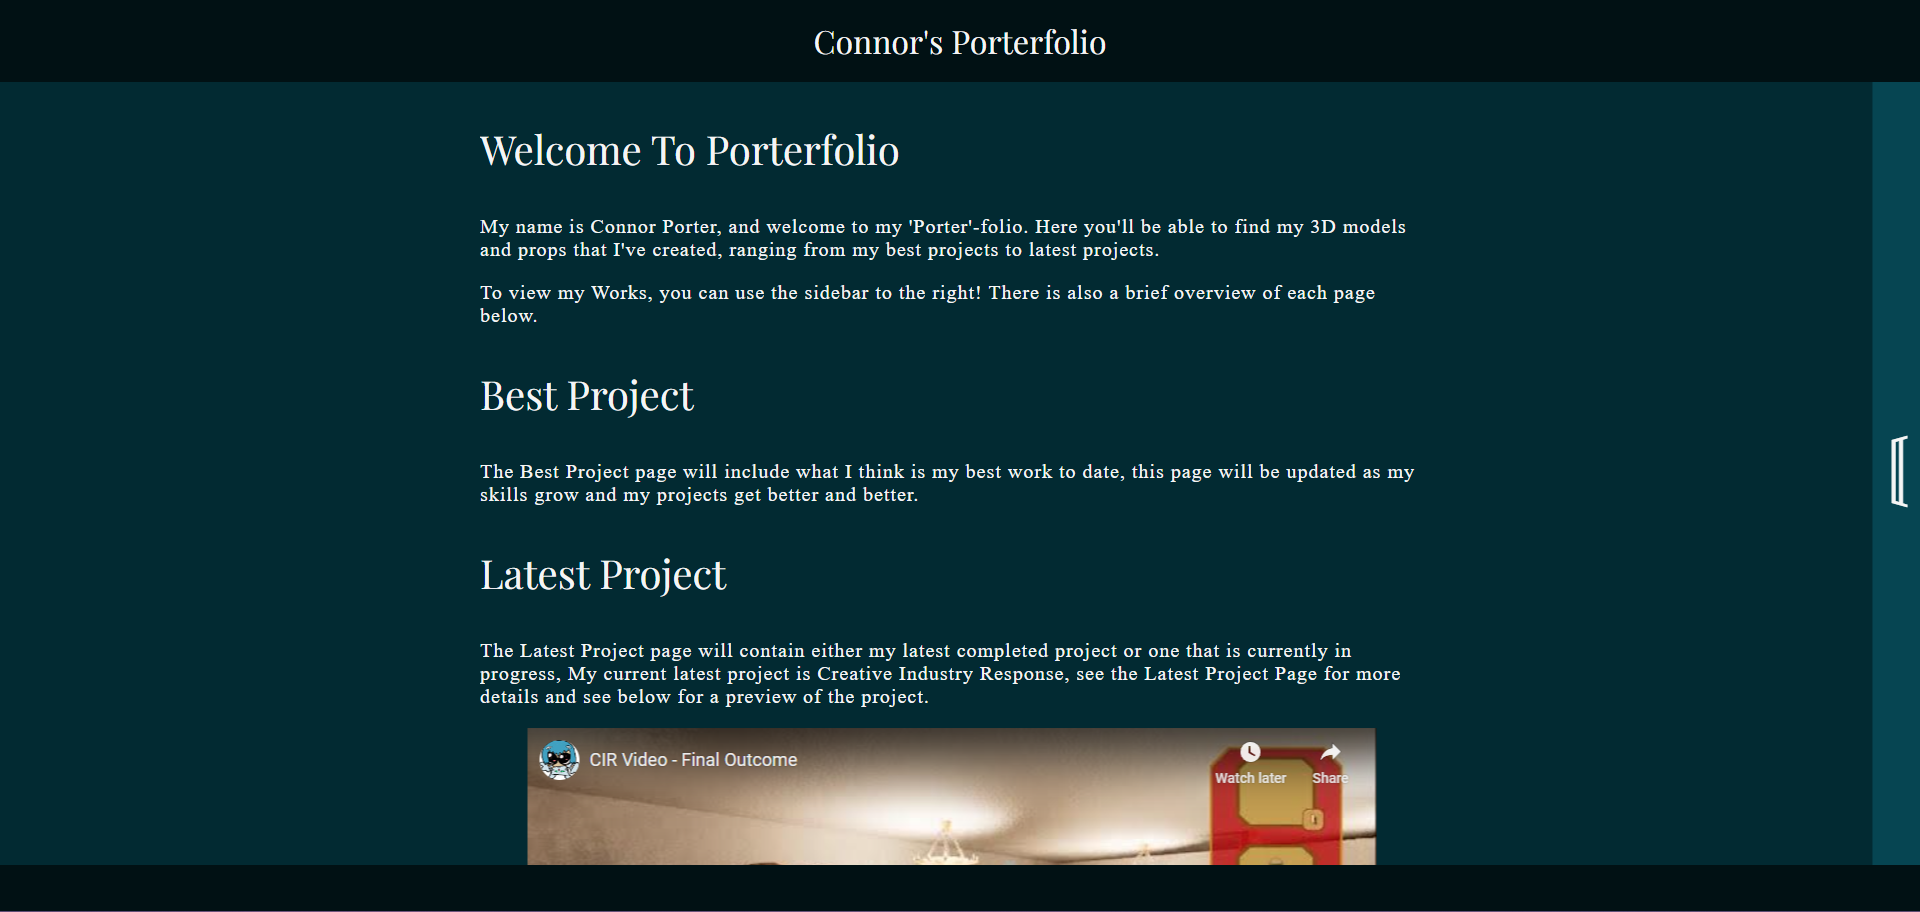 Connor's Porterfolio
Welcome To Porterfolio
My name is Connor Porter, and welcome to my 'Porter'-folio. Here you'll be able to find my 3D models
and props that I've created, ranging from my best projects to latest projects.
To view my Works, you can use the sidebar to the right! There is also a brief overview of each page
below.
Best Project
The Best Project page will include what I think is my best work to date, this page will be updated as my
skills grow and my projects get better and better.
Latest Project
The Latest Project page will contain either my latest completed project or one that is currently in
progress, My current latest project is Creative Industry Response, see the Latest Project Page for more
details and see below for a preview of the project.
CIR Video - Final Outcome
Watch later
Share